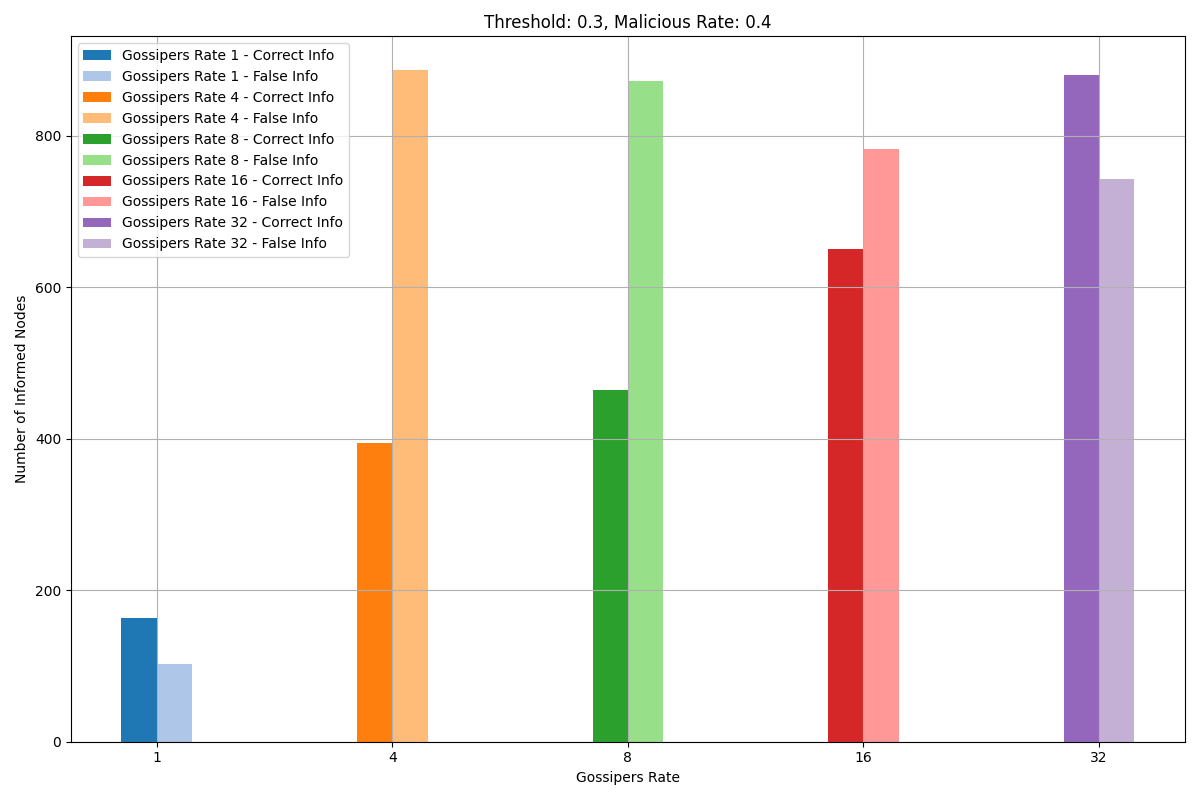 Threshold: 0.3, Malicious Rate: 0.4
Gossipers Rate 1 - Correct Info
Gossipers Rate 1 - False Info
Gossipers Rate 4 - Correct Info
Gossipers Rate 4 - False Info
Gossipers Rate 8 - Correct Info
Gossipers Rate 8 - False Info
Gossipers Rate 16 - Correct Info
Gossipers Rate 16 - False Info
Gossipers Rate 32 - Correct Info
Gossipers Rate 32 - False Info
Number of Informed Nodes
800
600
400
200
0
1 4 8 16 32
Gossipers Rate